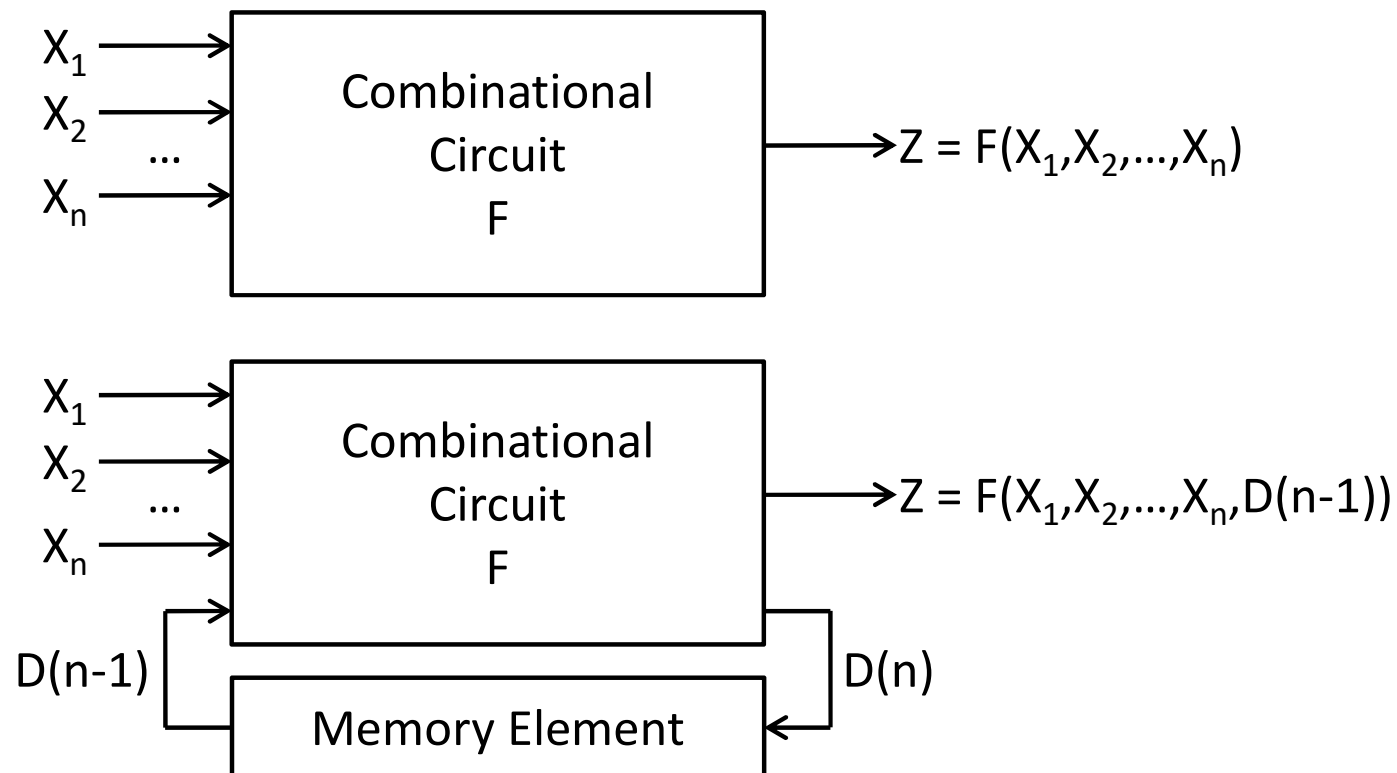 X₁
X₂
...
Xₙ
Combinational
Circuit
F
Z = F(X₁,X₂,...,Xₙ)
X₁
X₂
...
Xₙ
Combinational
Circuit
F
Z = F(X₁,X₂,...,Xₙ,D(n-1))
D(n-1)
D(n)
Memory Element